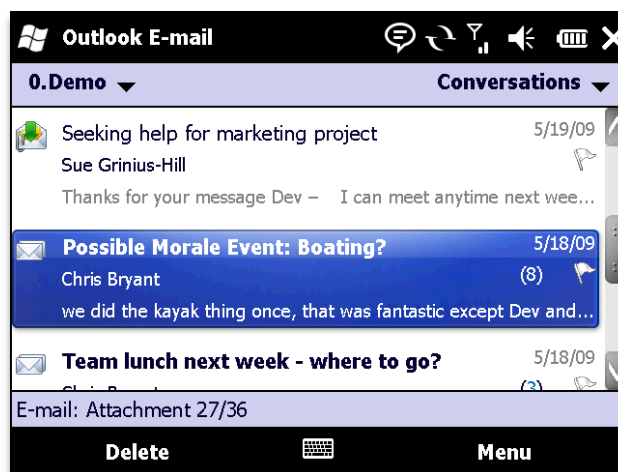 Outlook E-mail
0.Demo
Conversations
Seeking help for marketing project
5/19/09
Sue Grinius-Hill
Thanks for your message Dev – I can meet anytime next wee...
Possible Morale Event: Boating?
5/18/09
Chris Bryant
(8)
we did the kayak thing once, that was fantastic except Dev and...
Team lunch next week - where to go?
5/18/09
(3)
E-mail: Attachment 27/36
Delete
Menu